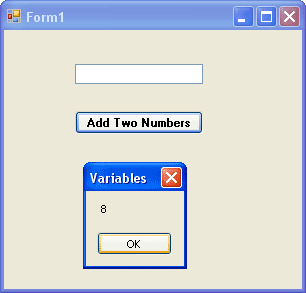 Form1
Add Two Numbers
Variables
8
OK